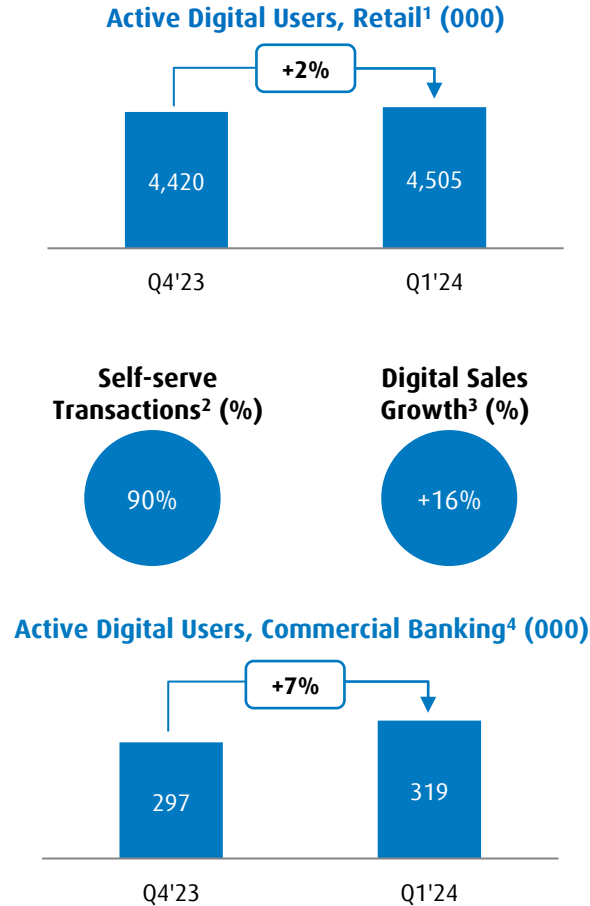 Active Digital Users, Retail¹ (000)
+2%
4,420
4,505
Q4'23
Q1'24
Self-serve
Transactions² (%)
Digital Sales
Growth³ (%)
90%
+16%
Active Digital Users, Commercial Banking⁴ (000)
+7%
297
319
Q4'23
Q1'24